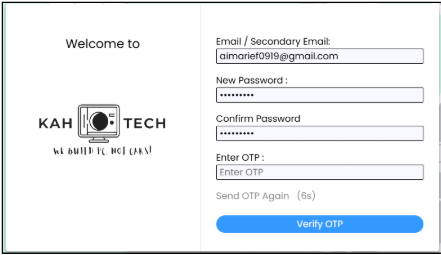 Welcome to
KAH TECH
WE BUILD PC, NOT CARS!
Email / Secondary Email:
aimarief0919@gmail.com
New Password :
•••••••••
Confirm Password
•••••••••
Enter OTP :
Enter OTP
Send OTP Again (6s)
Verify OTP